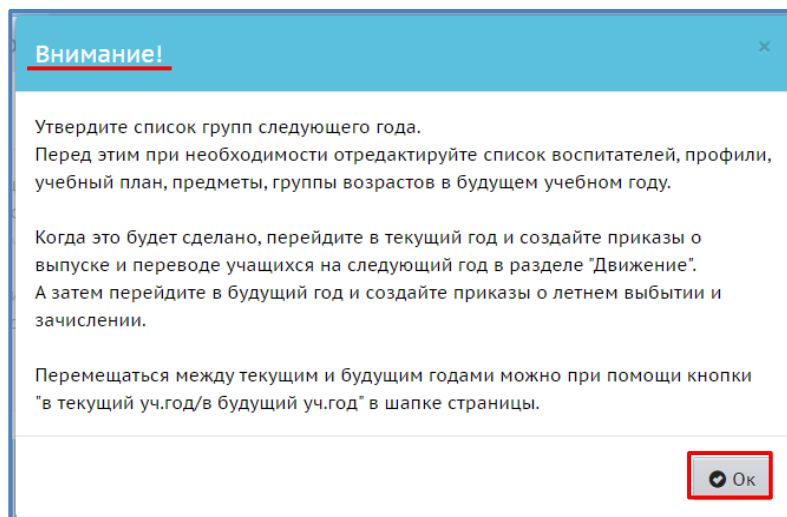 Внимание!
×
Утвердите список групп следующего года.
Перед этим при необходимости отредактируйте список воспитателей, профили,
учебный план, предметы, группы возрастов в будущем учебном году.
Когда это будет сделано, перейдите в текущий год и создайте приказы о
выпуске и переводе учащихся на следующий год в разделе "Движение".
А затем перейдите в будущий год и создайте приказы о летнем выбытии и
зачислении.
Перемещаться между текущим и будущим годами можно при помощи кнопки
"в текущий уч.год/в будущий уч.год" в шапке страницы.
Ок